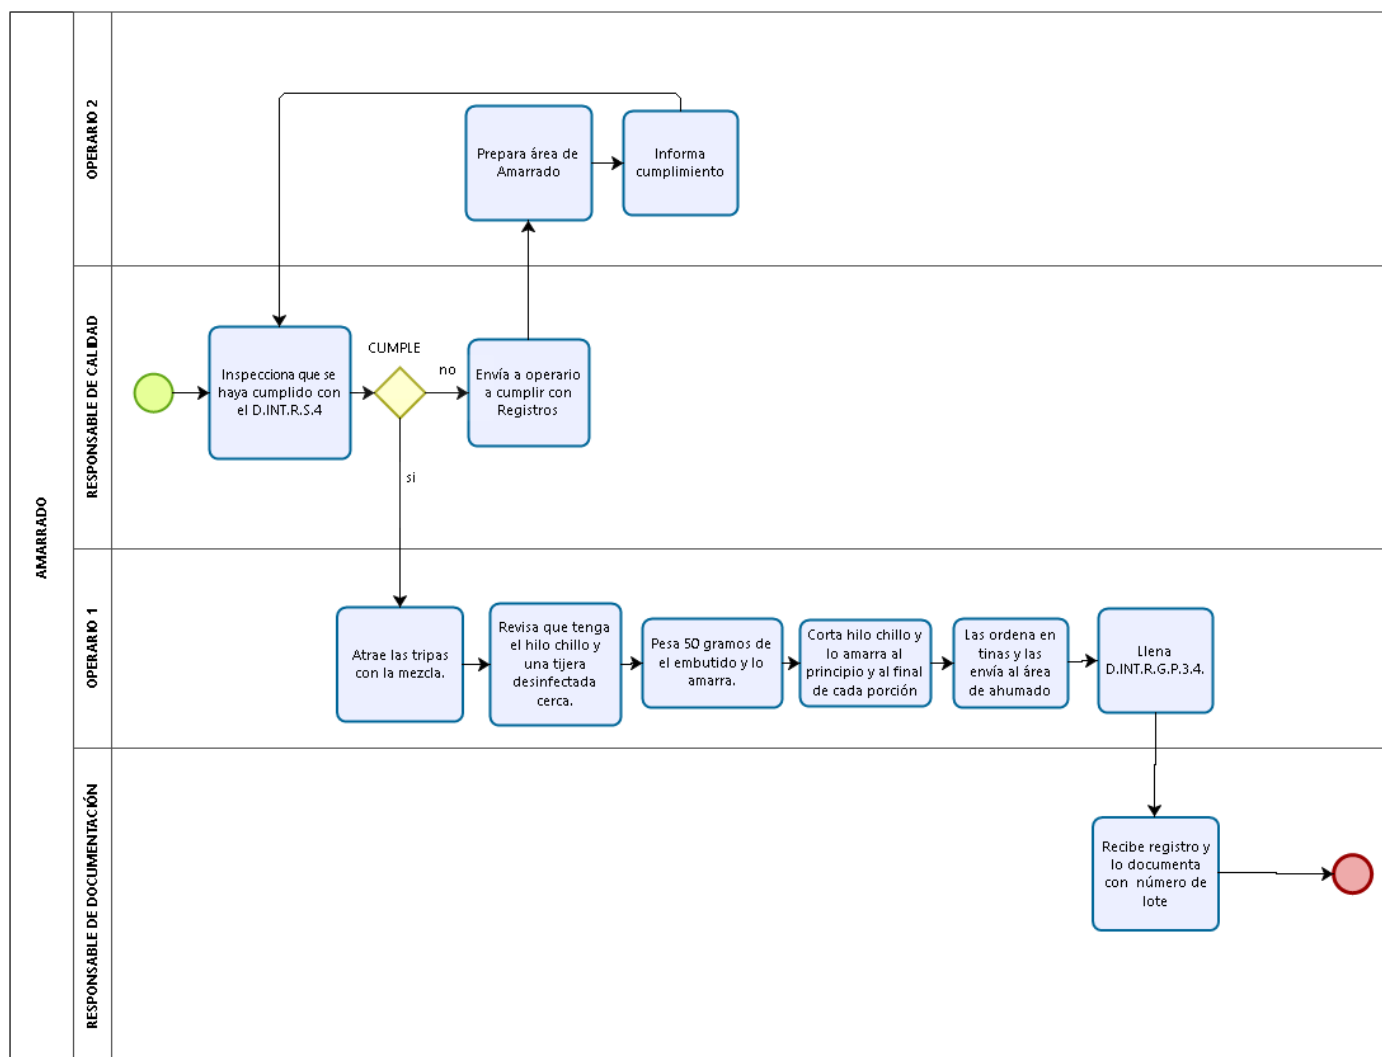 AMARRADO
OPERARIO 2
Prepara área de
Amarrado
Informa
cumplimiento
RESPONSABLE DE CALIDAD
Inspecciona que se
haya cumplido con
el D.INT.R.S.4
CUMPLE
no
Envía a operario
a cumplir con
Registros
si
OPERARIO 1
Atrae las tripas
con la mezcla.
Revisa que tenga
el hilo chillo y
una tijera
desinfectada
cerca.
Pesa 50 gramos de
el embutido y lo
amarra.
Corta hilo chillo y
lo amarra al
principio y al final
de cada porción
Las ordena en
tinas y las
envía al área
de ahumado
Llena
D.INT.R.G.P.3.4.
RESPONSABLE DE DOCUMENTACIÓN
Recibe registro y
lo documenta
con número de
lote